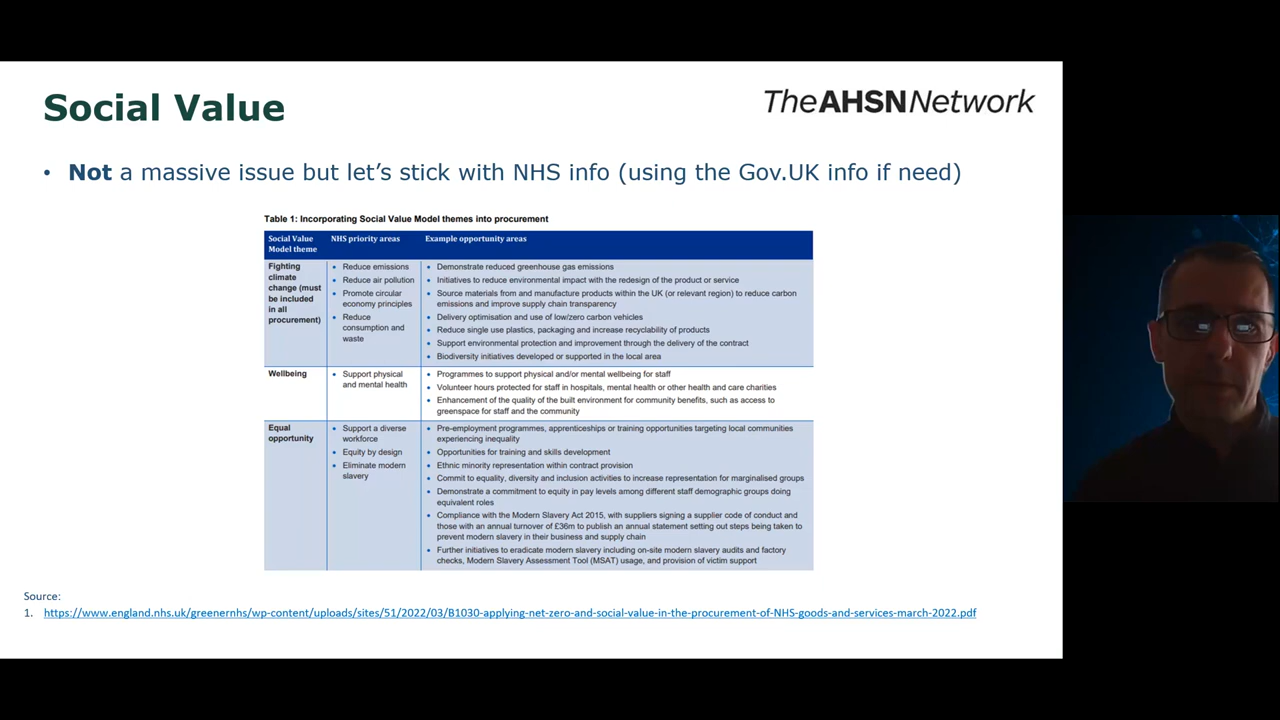 Social Value
The AHSN Network
• Not a massive issue but let's stick with NHS info (using the Gov.UK info if need)
Table 1: Incorporating Social Value Model themes into procurement
Social Value
Model theme
NHS priority areas
Example opportunity areas
Fighting
climate
change (must
be included
in all
procurement)
• Reduce emissions
• Reduce air pollution
• Promote circular
economy principles
• Reduce
consumption and
waste
• Demonstrate reduced greenhouse gas emissions
• Initiatives to reduce environmental impact with the redesign of the product or service
• Source materials from and manufacture products within the UK (or relevant region) to reduce carbon
emissions and improve supply chain transparency
• Delivery optimisation and use of low/zero carbon vehicles
• Reduce single use plastics, packaging and increase recyclability of products
• Support environmental protection and improvement through the delivery of the contract
• Biodiversity initiatives developed or supported in the local area
Wellbeing
• Support physical
and mental health
• Programmes to support physical and/or mental wellbeing for staff
• Volunteer hours protected for staff in hospitals, mental health or other health and care charities
• Enhancement of the quality of the built environment for community benefits, such as access to
greenspace for staff and the community
Equal
opportunity
• Support a diverse
workforce
• Equity by design
• Eliminate modern
slavery
• Pre-employment programmes, apprenticeships or training opportunities targeting local communities
experiencing inequality
• Opportunities for training and skills development
• Ethnic minority representation within contract provision
• Commit to equality, diversity and inclusion activities to increase representation for marginalised groups
• Demonstrate a commitment to equity in pay levels among different staff demographic groups doing
equivalent roles
• Compliance with the Modern Slavery Act 2015, with suppliers signing a supplier code of conduct and
those with an annual turnover of £36m to publish an annual statement setting out steps being taken to
prevent modern slavery in their business and supply chain
• Further initiatives to eradicate modern slavery including on-site modern slavery audits and factory
checks, Modern Slavery Assessment Tool (MSAT) usage, and provision of victim support
Source:
1. https://www.england.nhs.uk/greenernhs/wp-content/uploads/sites/51/2022/03/B1030-applying-net-zero-and-social-value-in-the-procurement-of-NHS-goods-and-services-march-2022.pdf